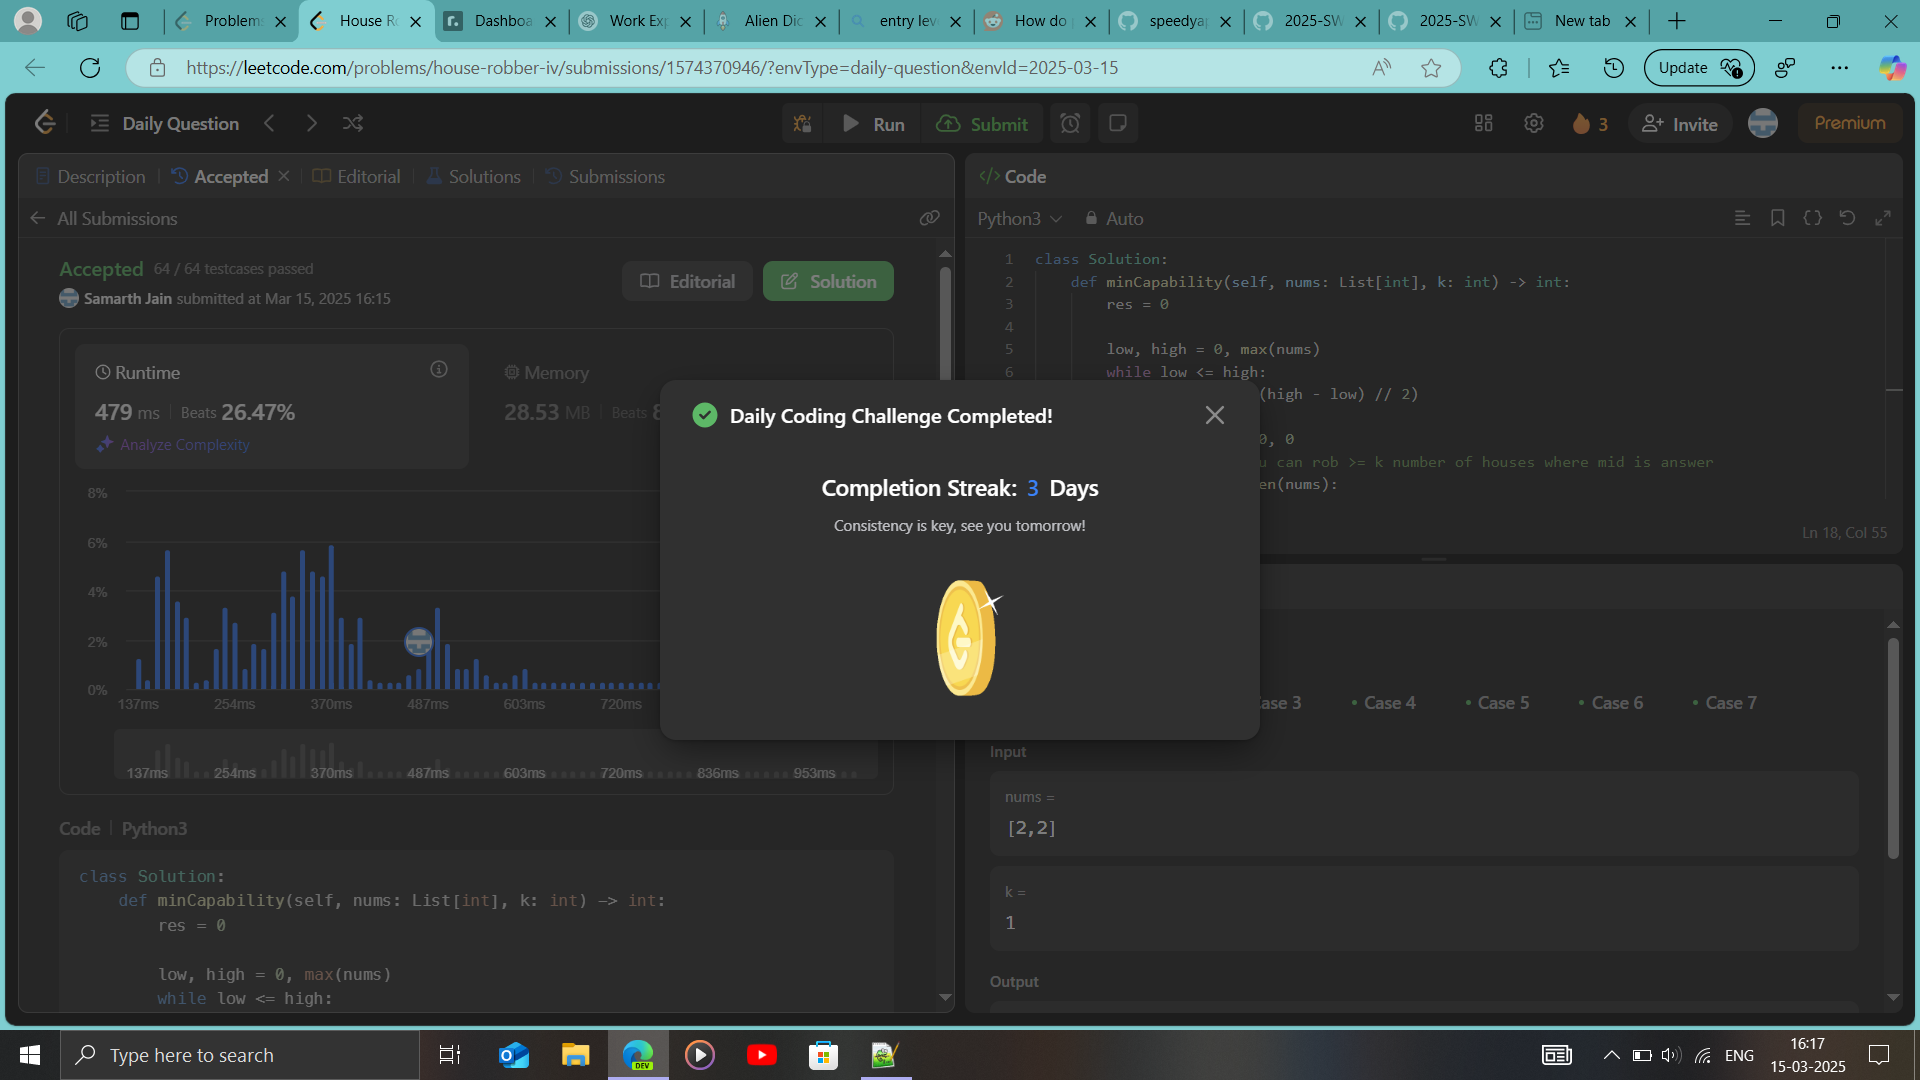 Problems
House Ro
Dashboa
Work Exp
Alien Dic
entry leve
How do
speedyap
2025-SW
2025-SW
New tab
https://leetcode.com/problems/house-robber-iv/submissions/1574370946/?envType=daily-question&envId=2025-03-15
Update
Daily Question
Run
Submit
3
Invite
Premium
Description
Accepted
Editorial
Solutions
Submissions
All Submissions
Accepted 64 / 64 testcases passed
Samarth Jain submitted at Mar 15, 2025 16:15
Editorial
Solution
Runtime
479 ms | Beats 26.47%
Analyze Complexity
Memory
28.53 MB | Beats 8
8%
6%
4%
2%
0%
137ms 254ms 370ms 487ms 603ms 720ms
137ms 254ms 370ms 487ms 603ms 720ms 836ms 953ms
Code | Python3
class Solution:
def minCapability(self, nums: List[int], k: int) -> int:
res = 0
low, high = 0, max(nums)
while low <= high:
Daily Coding Challenge Completed!
Completion Streak: 3 Days
Consistency is key, see you tomorrow!
</> Code
Python3
Auto
1 class Solution:
2 def minCapability(self, nums: List[int], k: int) -> int:
3 res = 0
4
5 low, high = 0, max(nums)
6 while low <= high:
(high - low) // 2)
0, 0
u can rob >= k number of houses where mid is answer
en(nums):
Ln 18, Col 55
ase 3
Case 4
Case 5
Case 6
Case 7
Input
nums =
[2,2]
k =
1
Output
Type here to search
DEV
ENG
16:17
15-03-2025